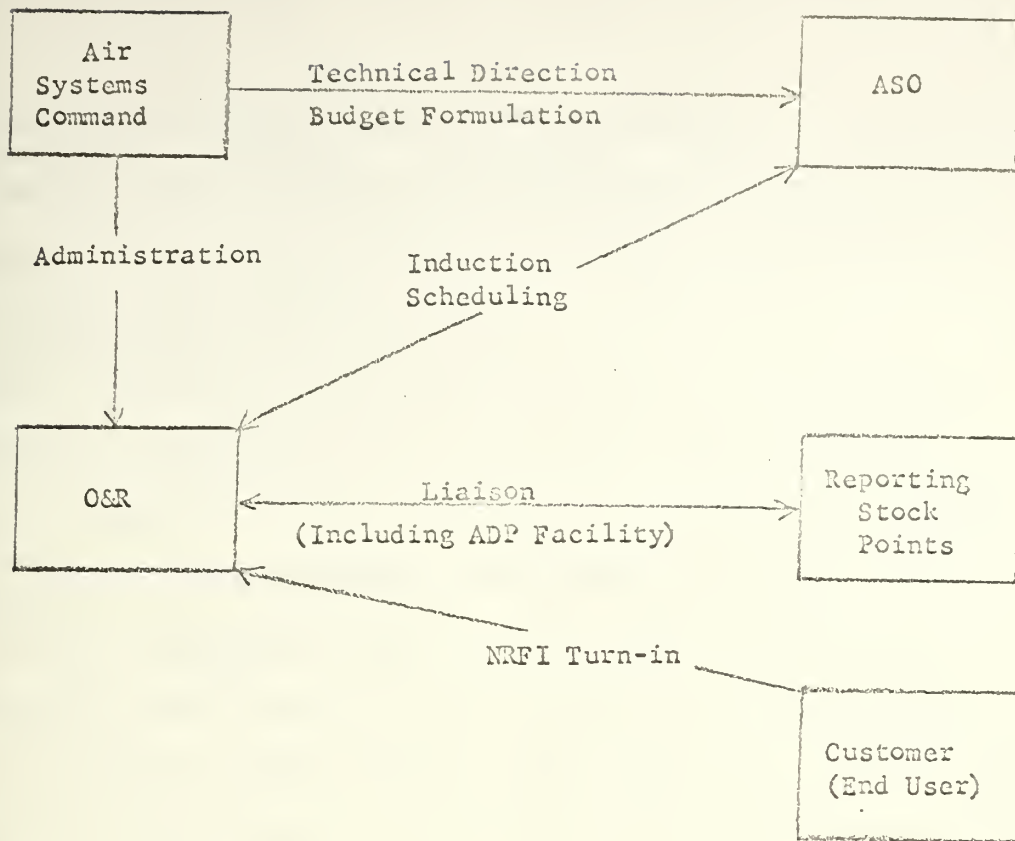 Air
Systems
Command
Technical Direction
Budget Formulation
ASO
Administration
Induction
Scheduling
O&R
Liaison
(Including ADP Facility)
Reporting
Stock
Points
NRFI Turn-in
Customer
(End User)